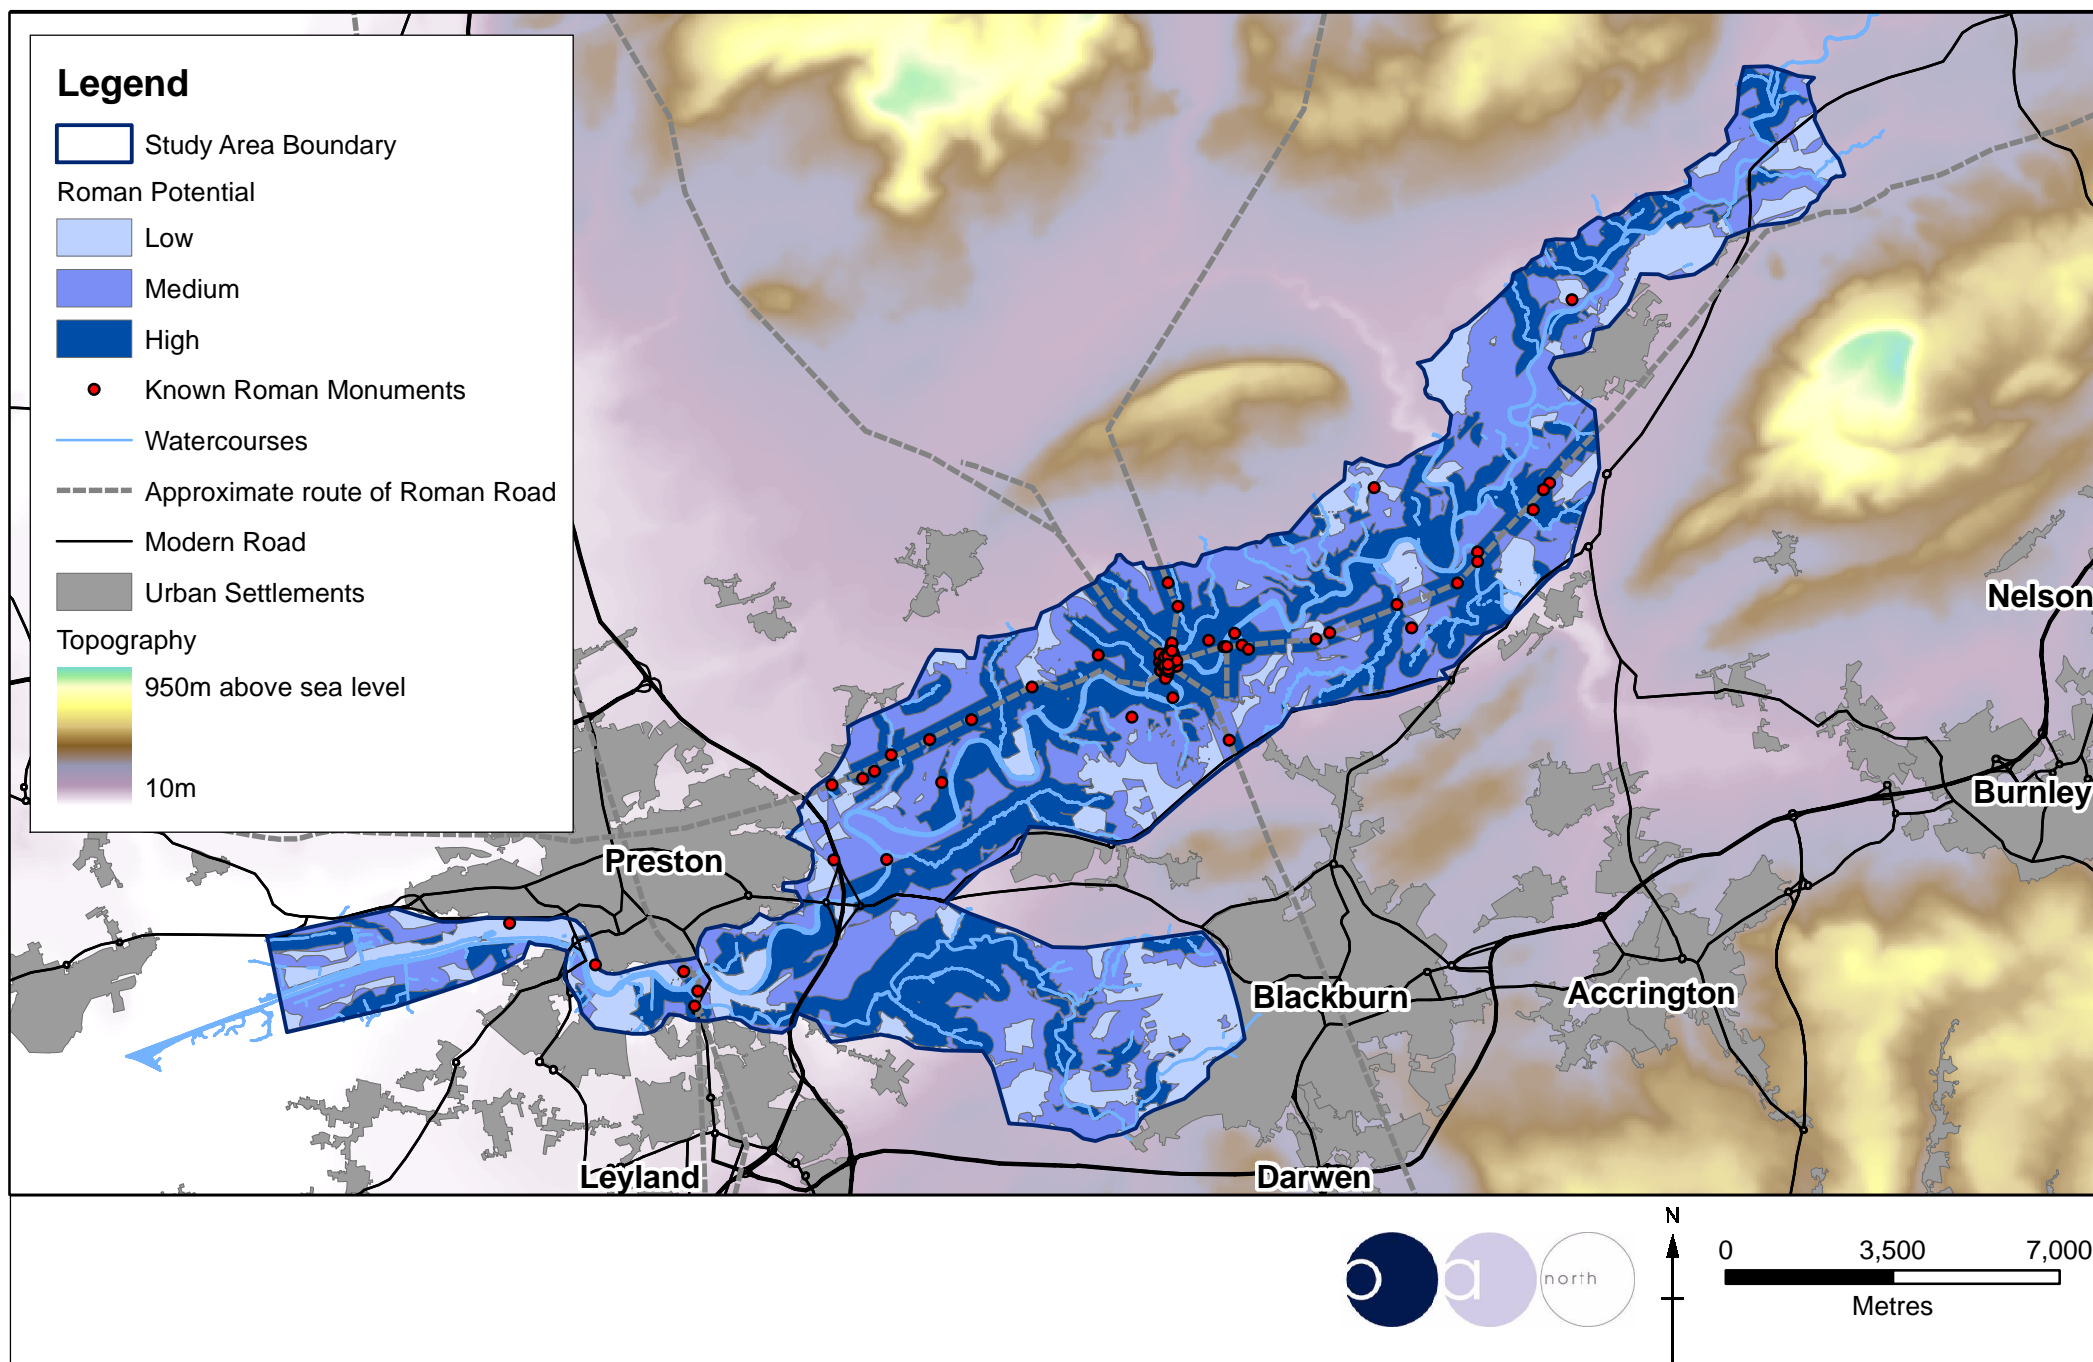 Legend
Study Area Boundary
Roman Potential
Low
Medium
High
Known Roman Monuments
Watercourses
Approximate route of Roman Road
Modern Road
Urban Settlements
Topography
950m above sea level
10m
Nelson
Burnley
Preston
Blackburn
Accrington
Leyland
Darwen
N
0 3,500 7,000
Metres
o a north